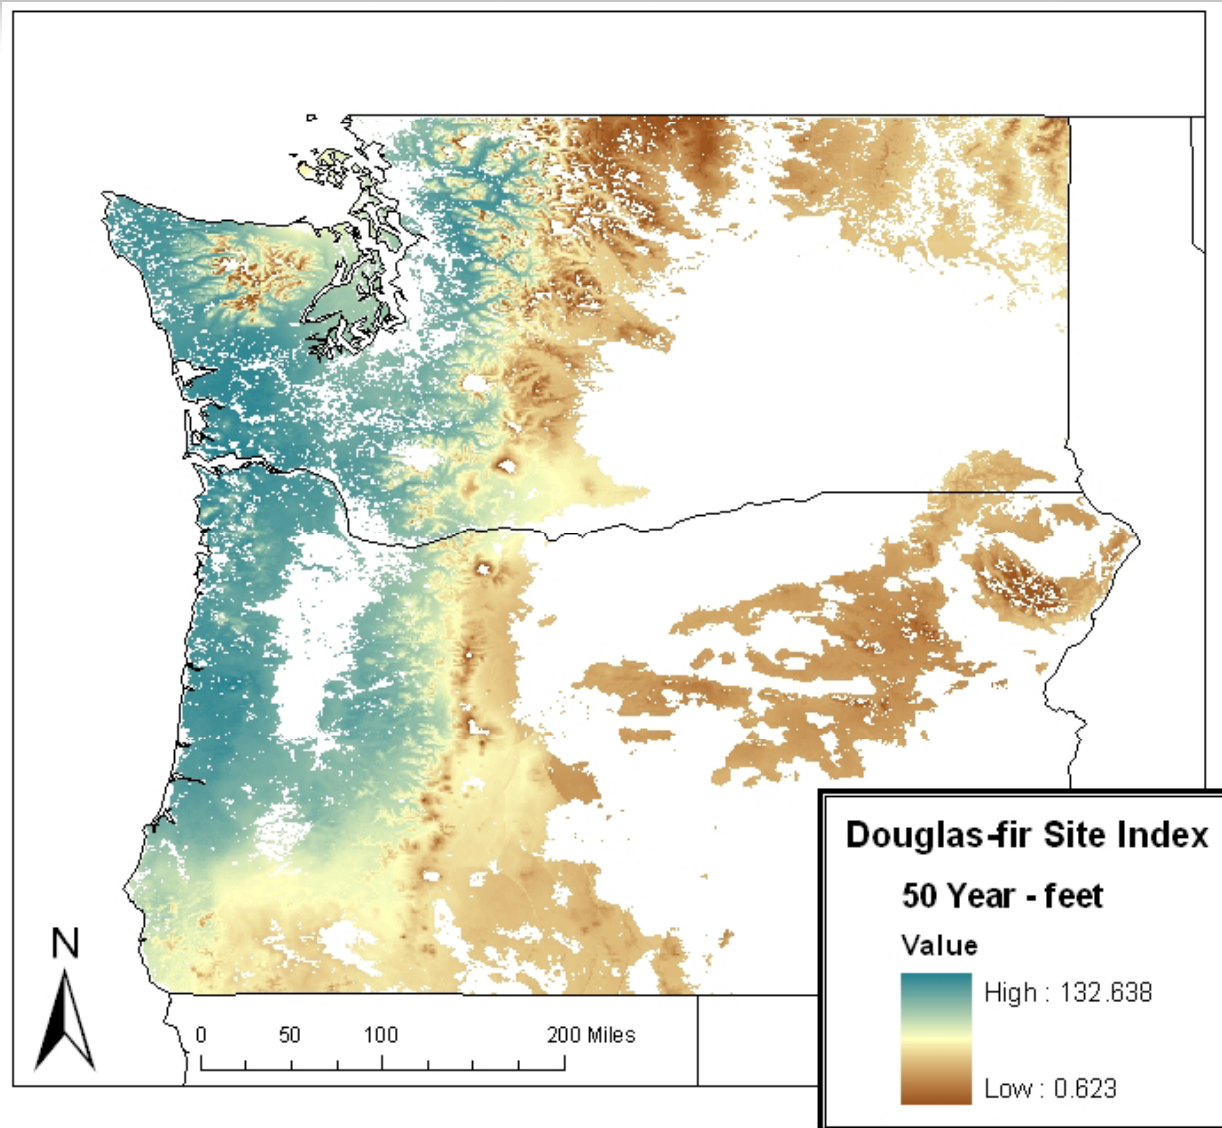 Douglas-fir Site Index
50 Year - feet
Value
High : 132.638
Low : 0.623
N
0 50 100 200 Miles